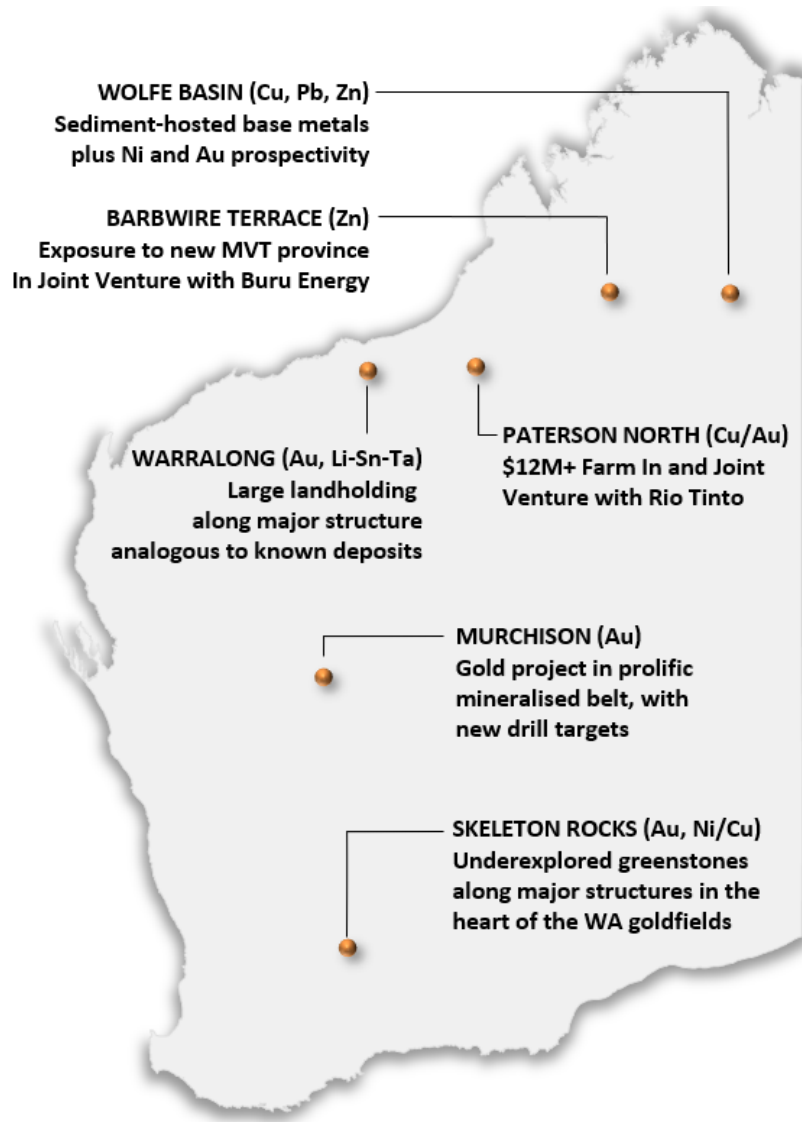 WOLFE BASIN (Cu, Pb, Zn)
Sediment-hosted base metals
plus Ni and Au prospectivity
BARBWIRE TERRACE (Zn)
Exposure to new MVT province
In Joint Venture with Buru Energy
WARRALONG (Au, Li-Sn-Ta)
Large landholding
along major structure
analogous to known deposits
PATERSON NORTH (Cu/Au)
$12M+ Farm In and Joint
Venture with Rio Tinto
MURCHISON (Au)
Gold project in prolific
mineralised belt, with
new drill targets
SKELETON ROCKS (Au, Ni/Cu)
Underexplored greenstones
along major structures in the
heart of the WA goldfields